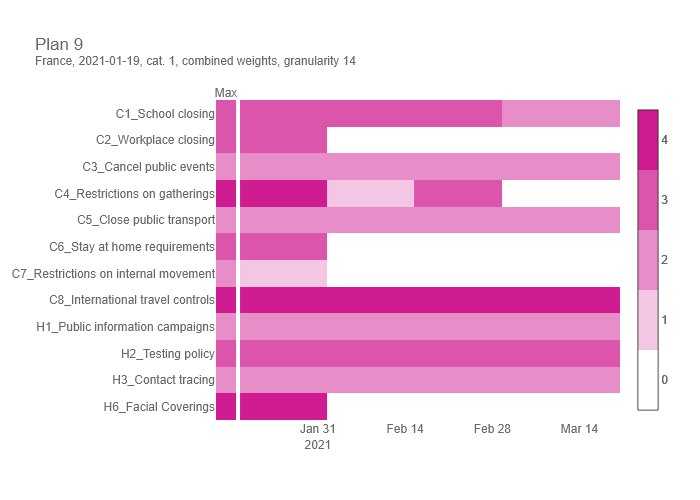 Plan 9
France, 2021-01-19, cat. 1, combined weights, granularity 14
Max
C1_School closing
C2_Workplace closing
C3_Cancel public events
C4_Restrictions on gatherings
C5_Close public transport
C6_Stay at home requirements
C7_Restrictions on internal movement
C8_International travel controls
H1_Public information campaigns
H2_Testing policy
H3_Contact tracing
H6_Facial Coverings
Jan 31
2021
Feb 14
Feb 28
Mar 14
4
3
2
1
0